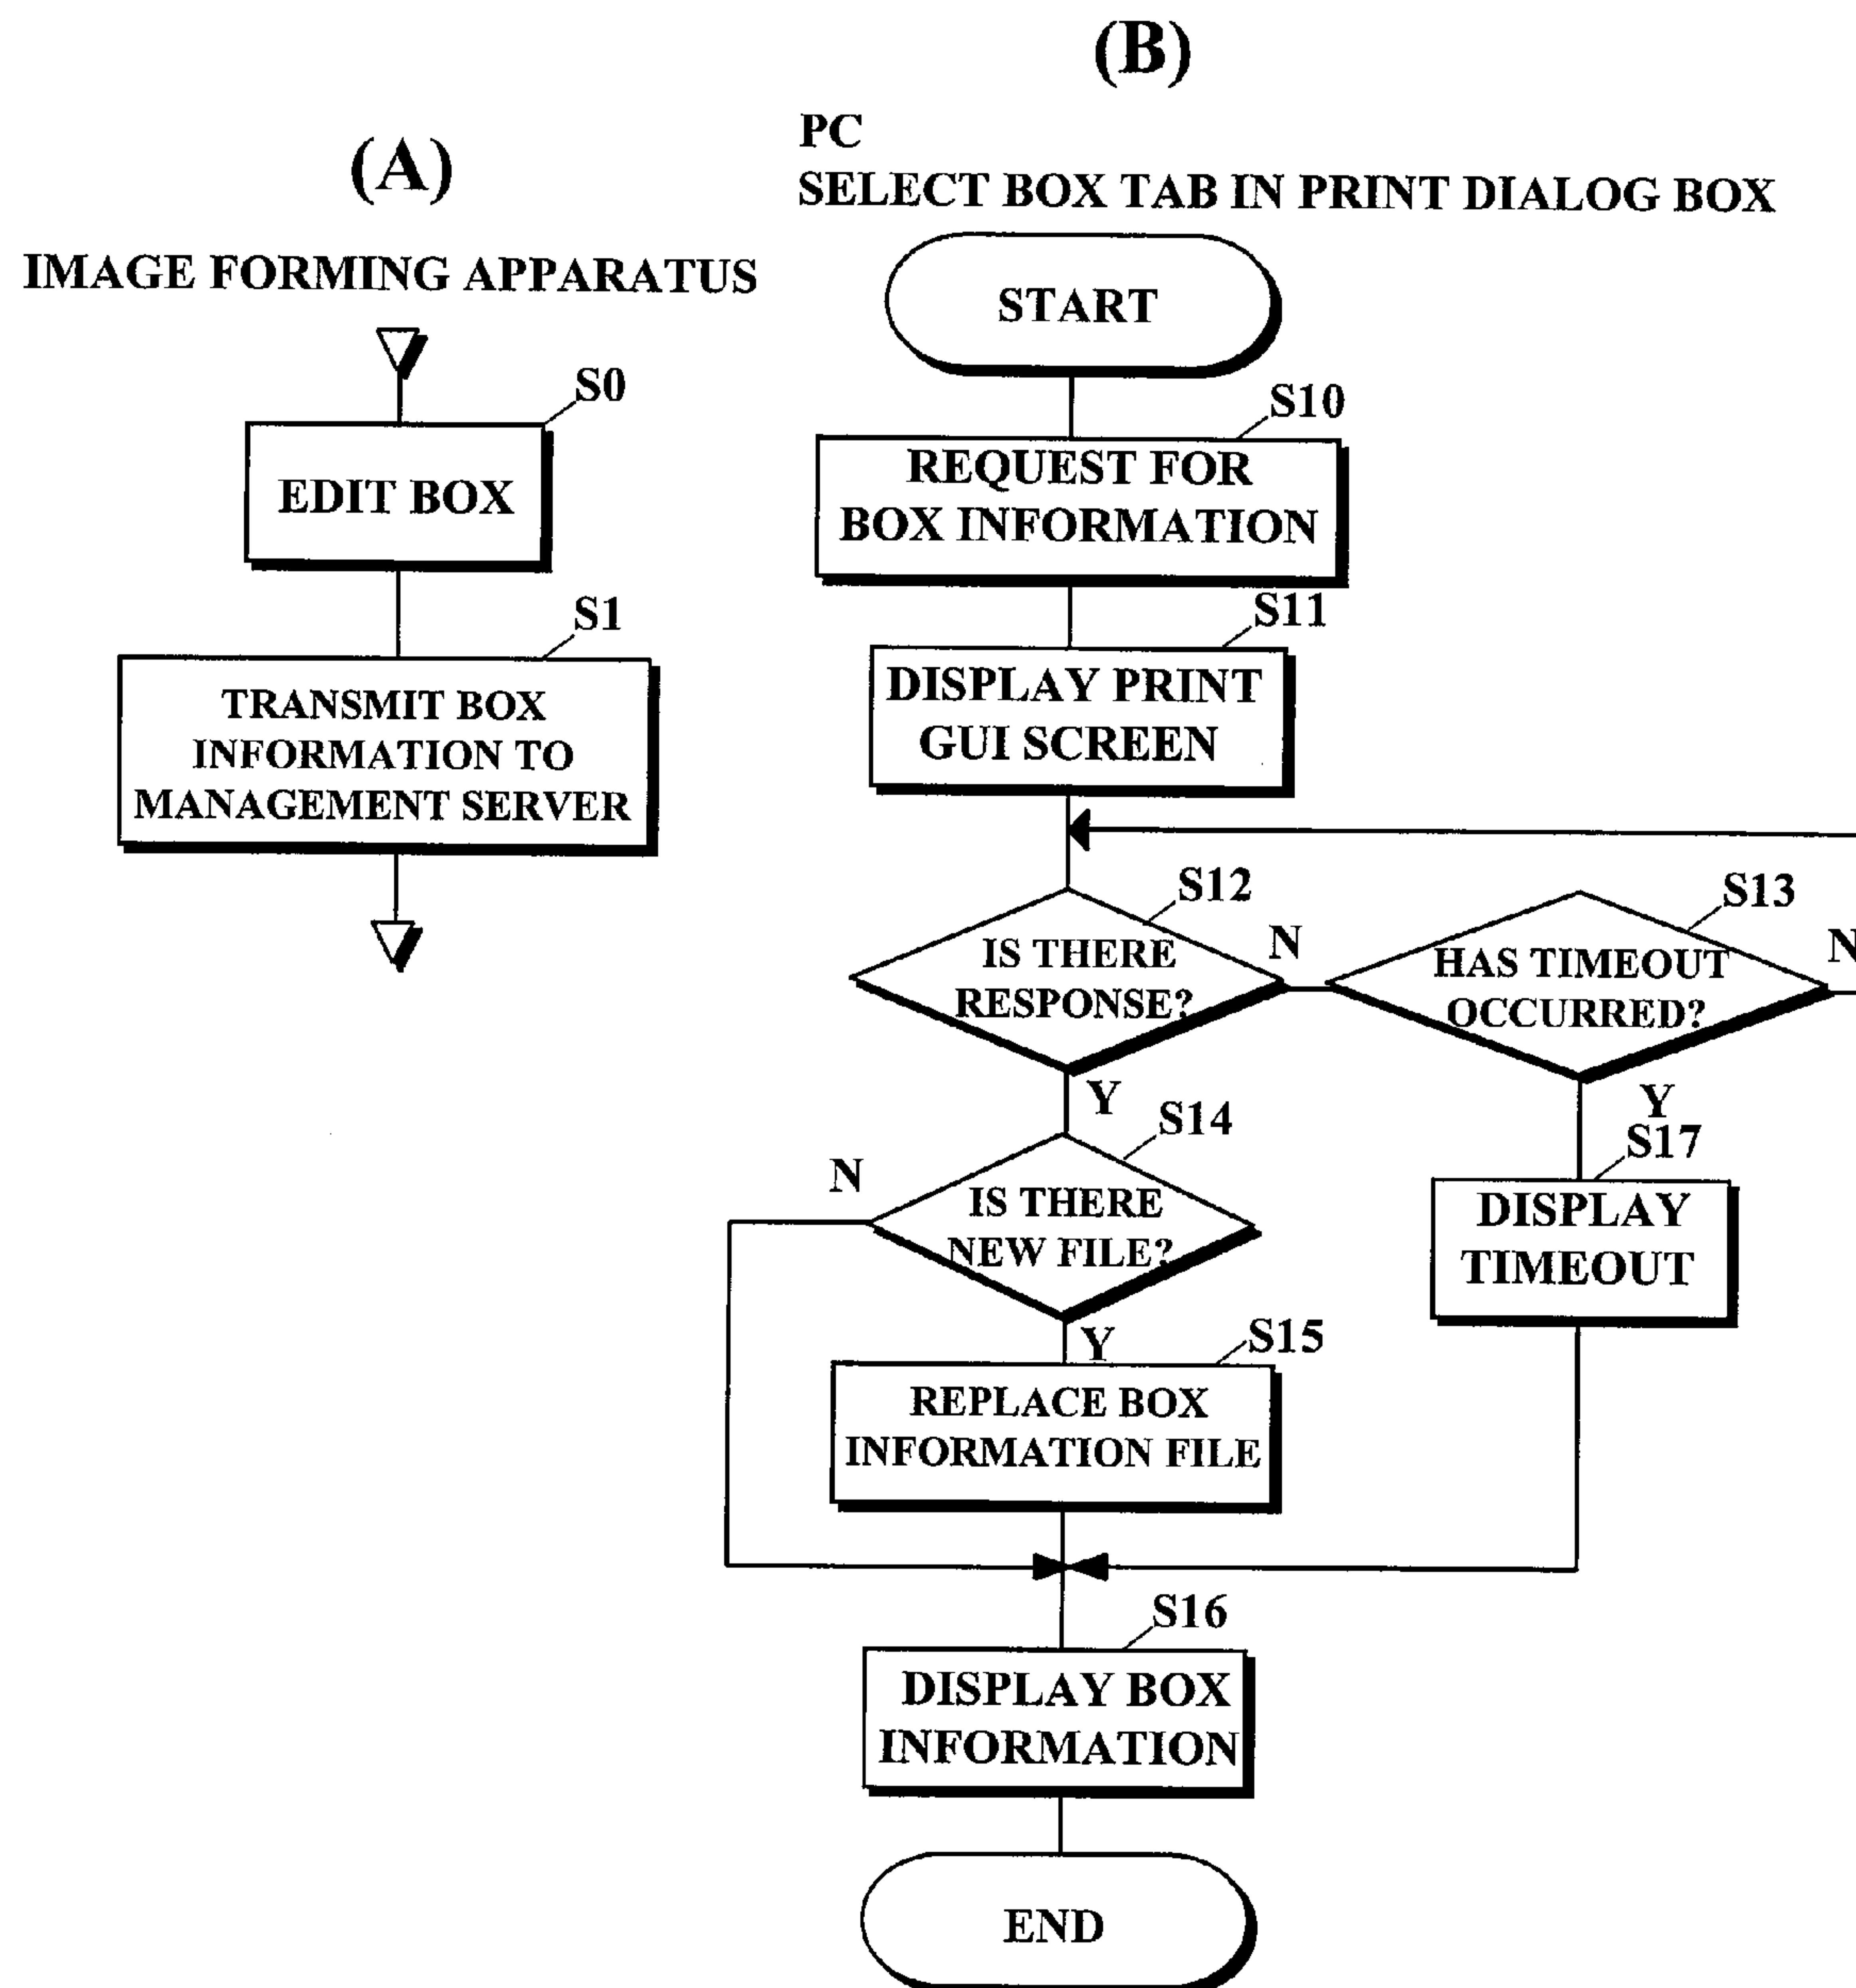 (A)
IMAGE FORMING APPARATUS
S0
EDIT BOX
S1
TRANSMIT BOX
INFORMATION TO
MANAGEMENT SERVER
(B)
PC
SELECT BOX TAB IN PRINT DIALOG BOX
START
S10
REQUEST FOR
BOX INFORMATION
S11
DISPLAY PRINT
GUI SCREEN
S12
IS THERE
RESPONSE?
N
Y
S13
HAS TIMEOUT
OCCURRED?
N
Y
S14
IS THERE
NEW FILE?
N
Y
S17
DISPLAY
TIMEOUT
S15
REPLACE BOX
INFORMATION FILE
S16
DISPLAY BOX
INFORMATION
END